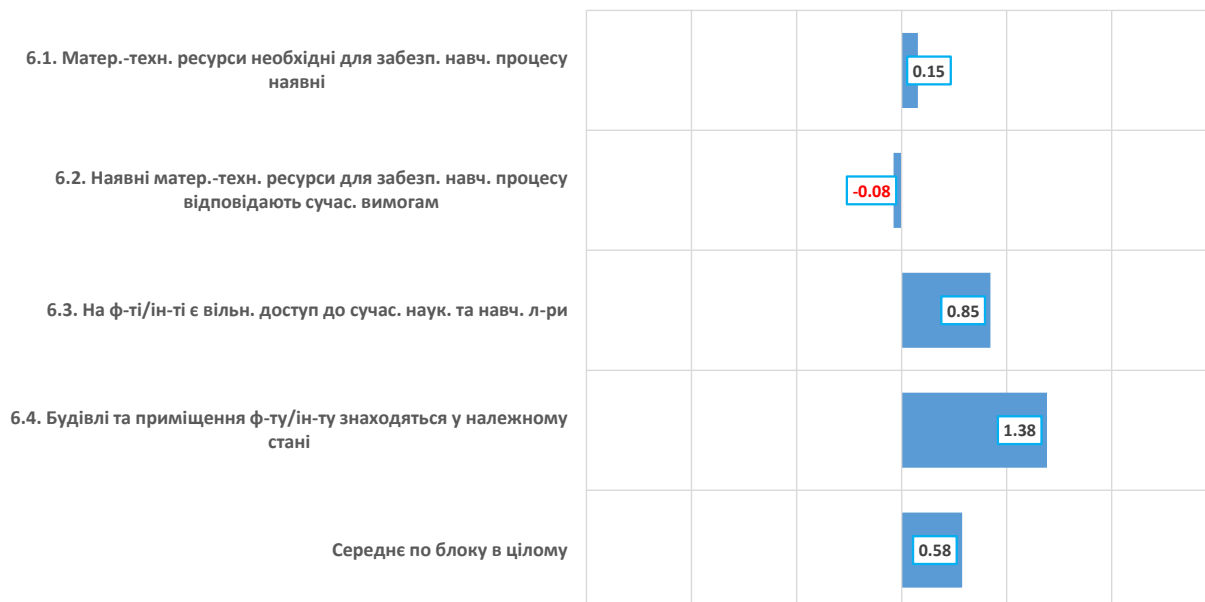 6.1. Матер.-техн. ресурси необхідні для забезп. навч. процесу
наявні
0.15
6.2. Наявні матер.-техн. ресурси для забезп. навч. процесу
відповідають сучас. вимогам
-0.08
6.3. На ф-ті/ін-ті є вільн. доступ до сучас. наук. та навч. л-ри
0.85
6.4. Будівлі та приміщення ф-ту/ін-ту знаходяться у належному
стані
1.38
Середнє по блоку в цілому
0.58